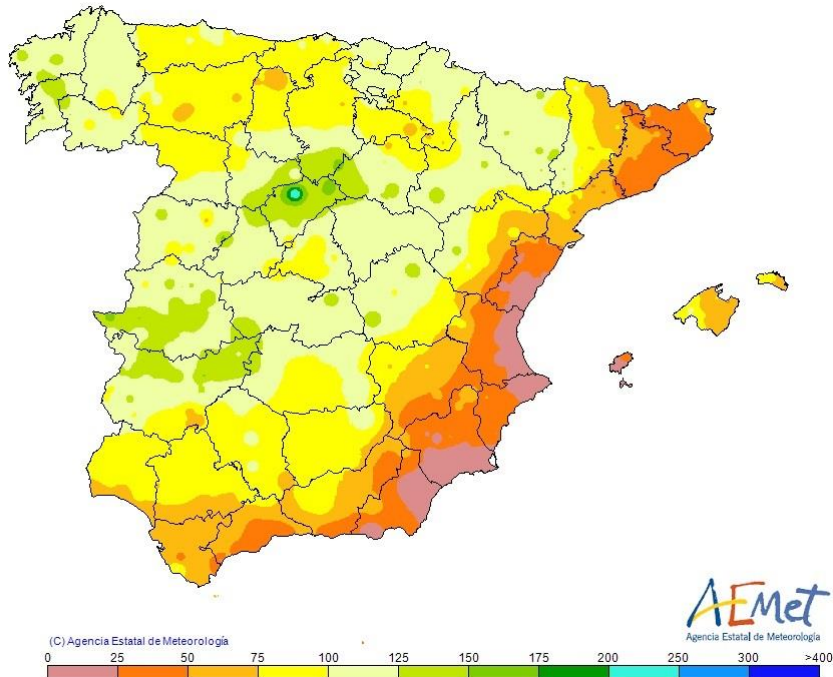 AEMet
Agencia Estatal de Meteorología
(C) Agencia Estatal de Meteorología
0 25 50 75 100 125 150 175 200 250 300 >400